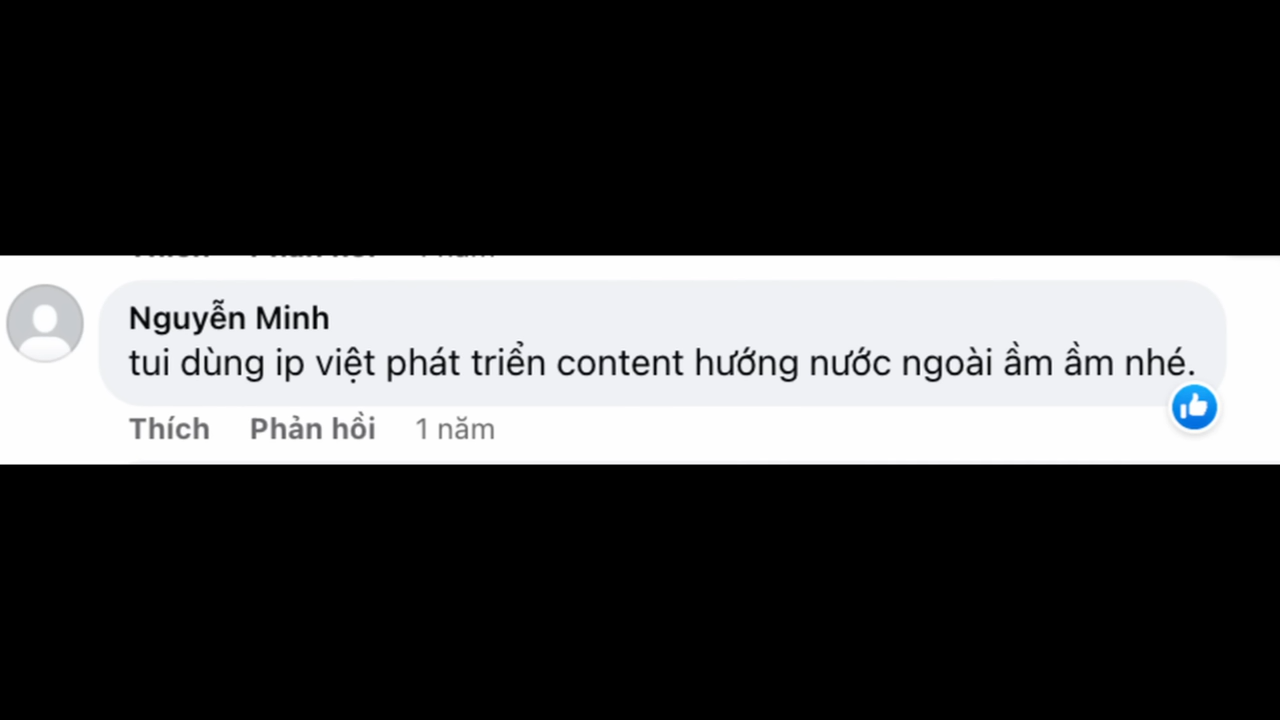 Nguyễn Minh
tui dùng ip việt phát triển content hướng nước ngoài ầm ầm nhé.
Thích Phản hồi 1 năm